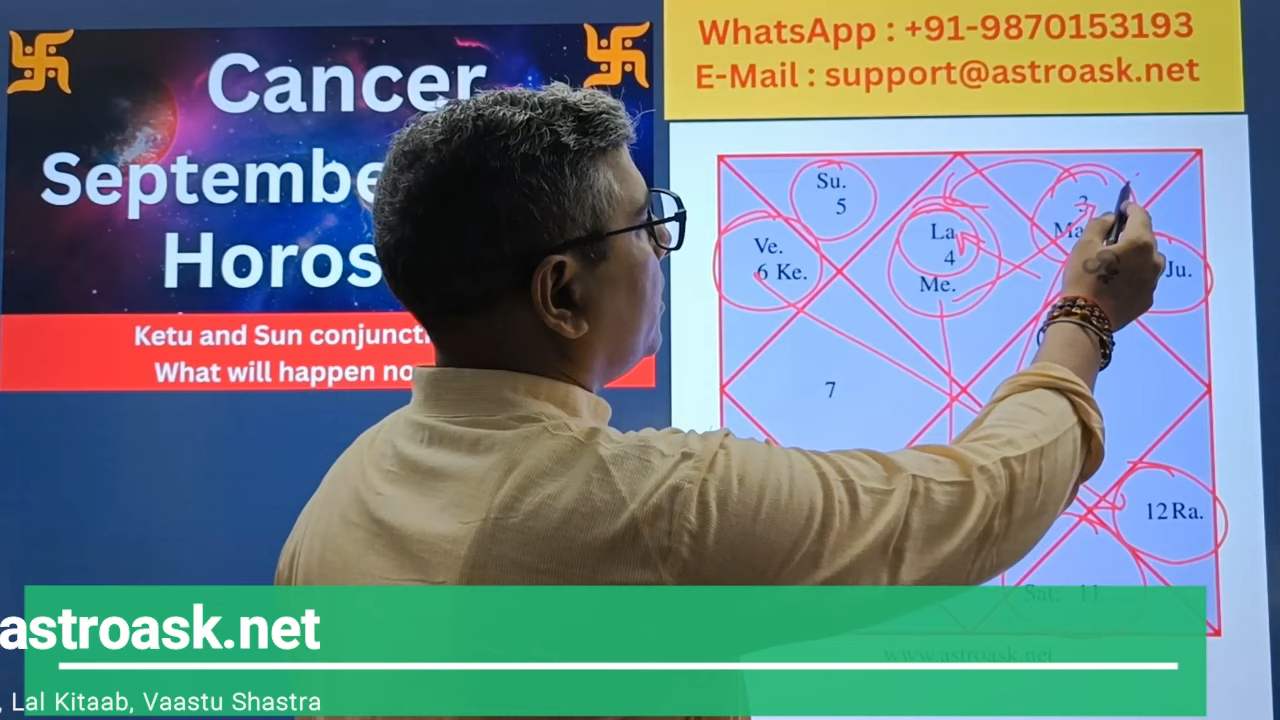 Cancer
Septembe
Horos
Ketu and Sun conjuncti
What will happen no
WhatsApp : +91-9870153193
E-Mail : support@astroask.net
Su.
5
3
Ma
La
4
Me.
Ve.
6 Ke.
Ju.
7
12 Ra.
Sat. 11
www.astroask.net
astroask.net
, Lal Kitaab, Vaastu Shastra